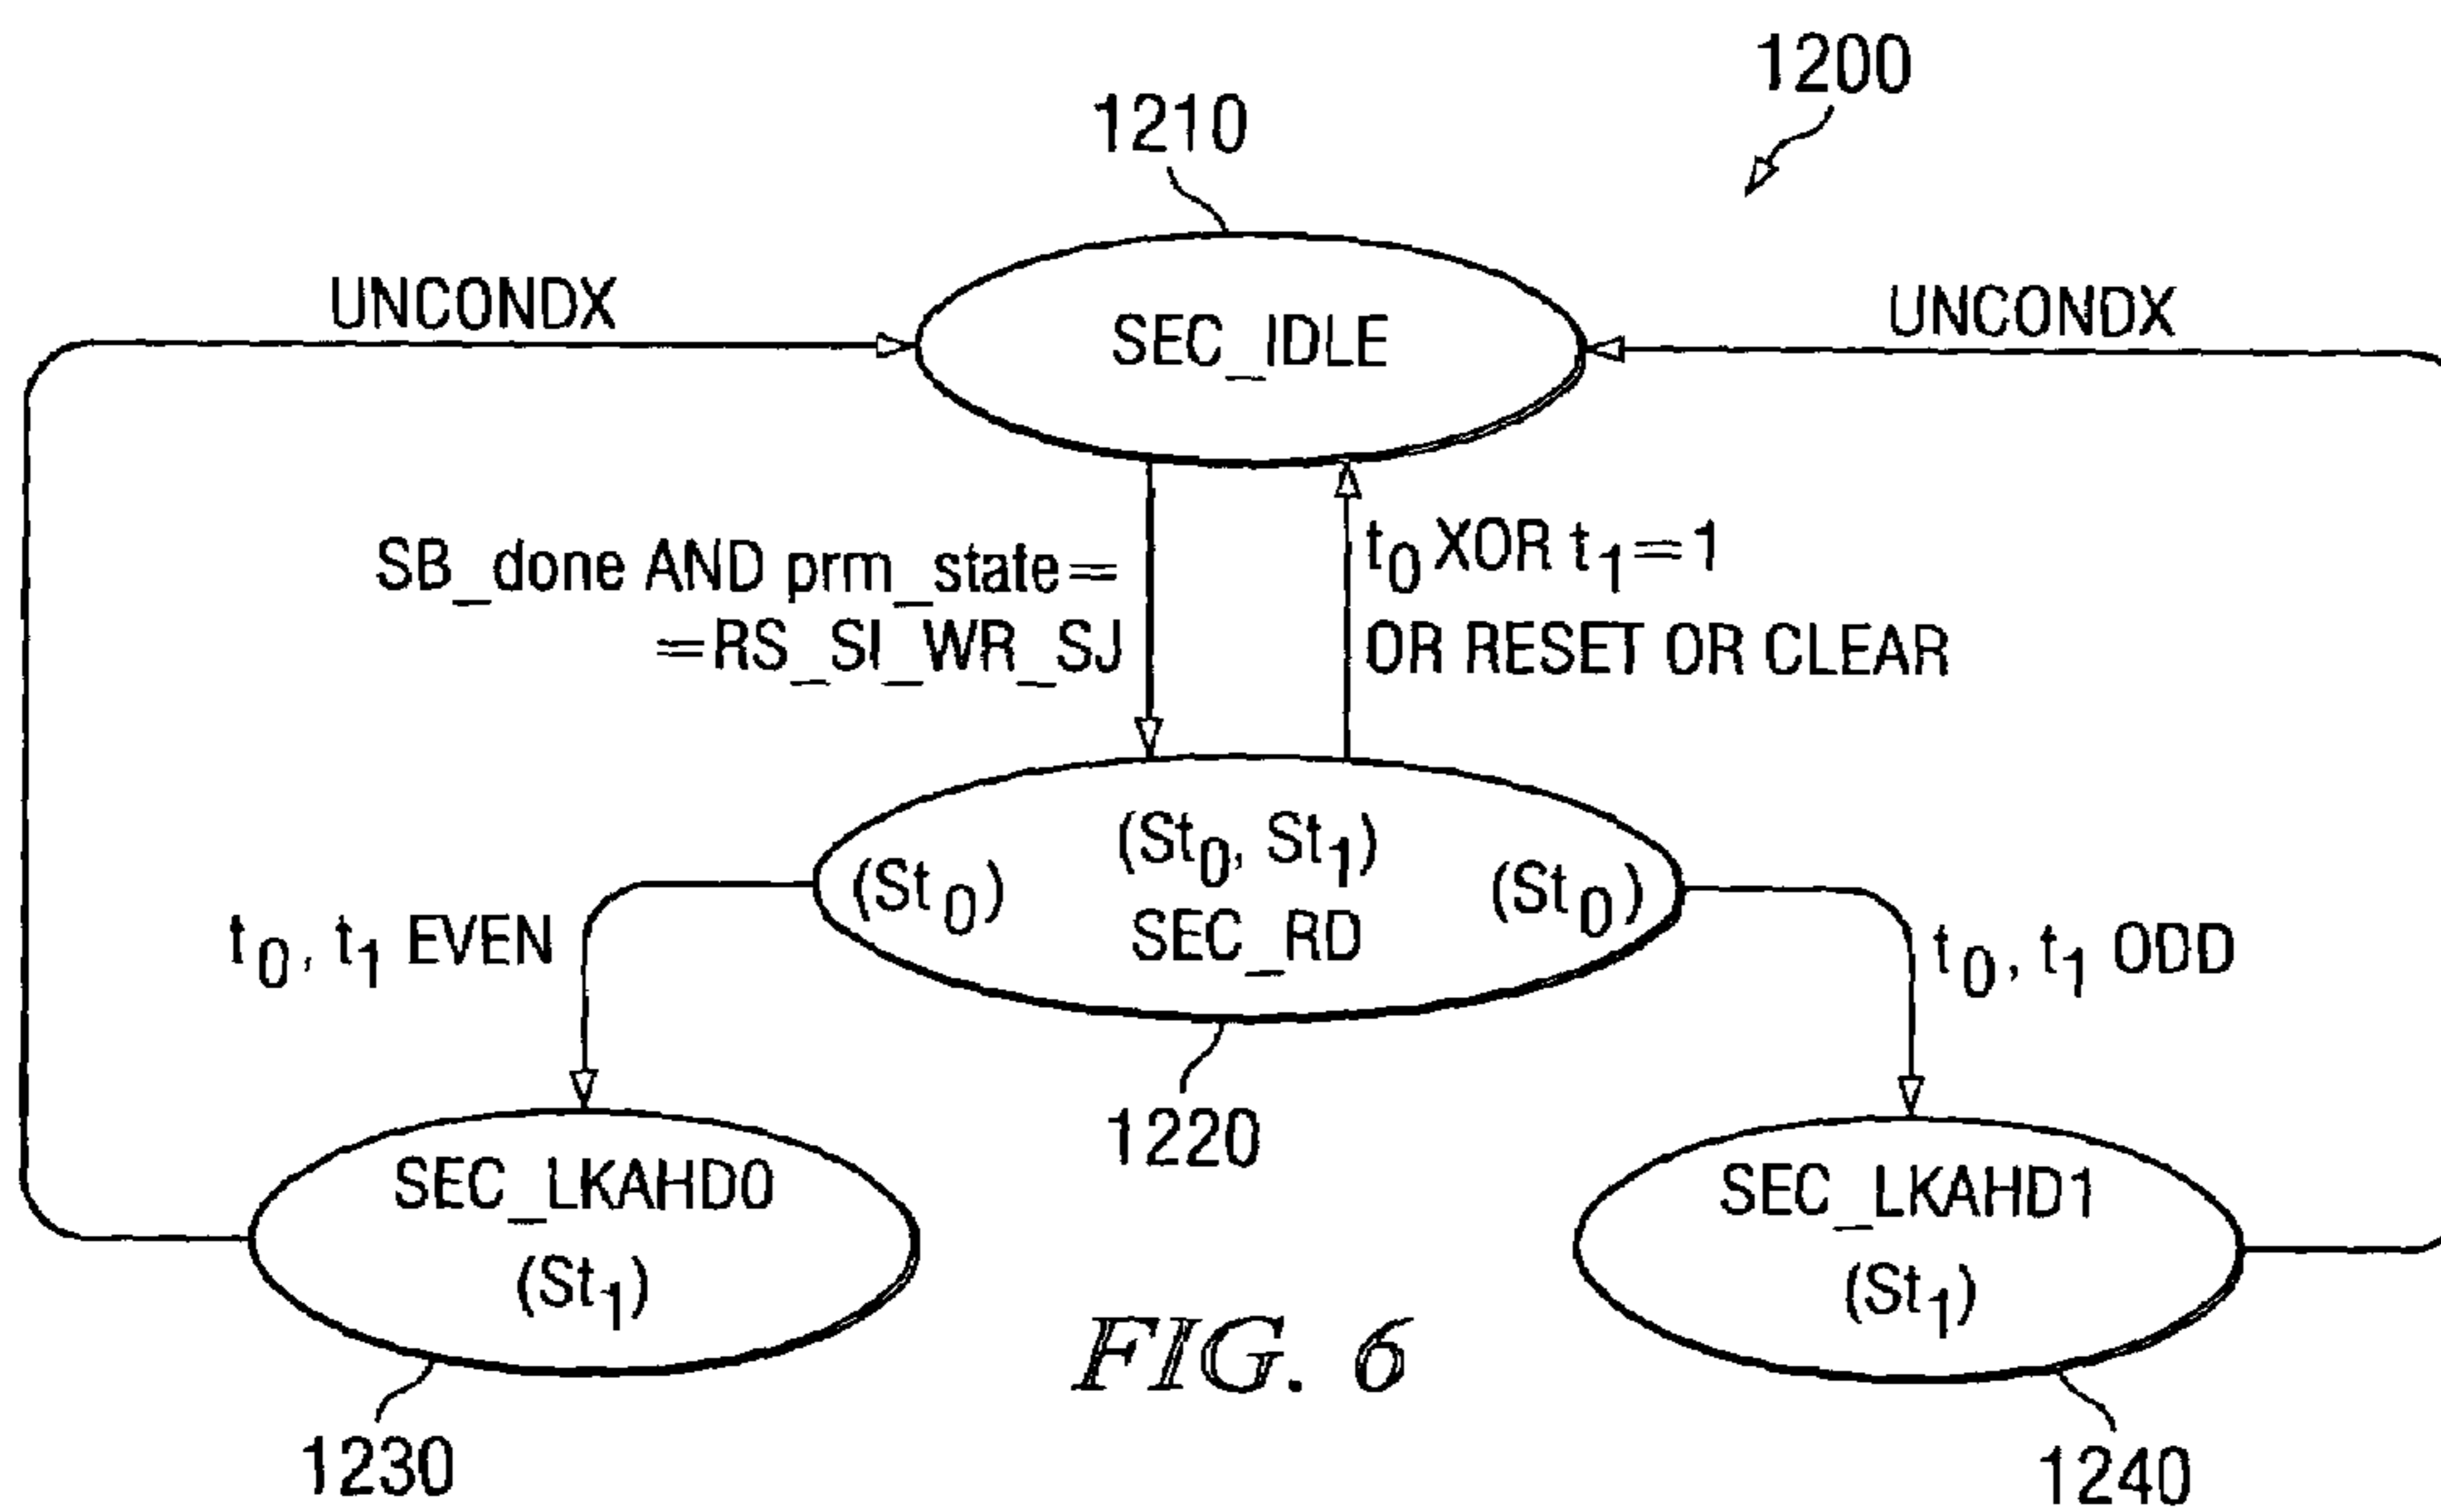 1200
1210
UNCONDX
UNCONDX
SEC_IDLE
SB_done AND prm_state=
=RS_SI_WR_SJ
t0 XOR t1=1
OR RESET OR CLEAR
(St0, St1)
(St0)
(St0)
SEC_RD
t0, t1 EVEN
t0, t1 ODD
1220
SEC_LKAHD0
(St1)
SEC_LKAHD1
(St1)
FIG. 6
1230
1240